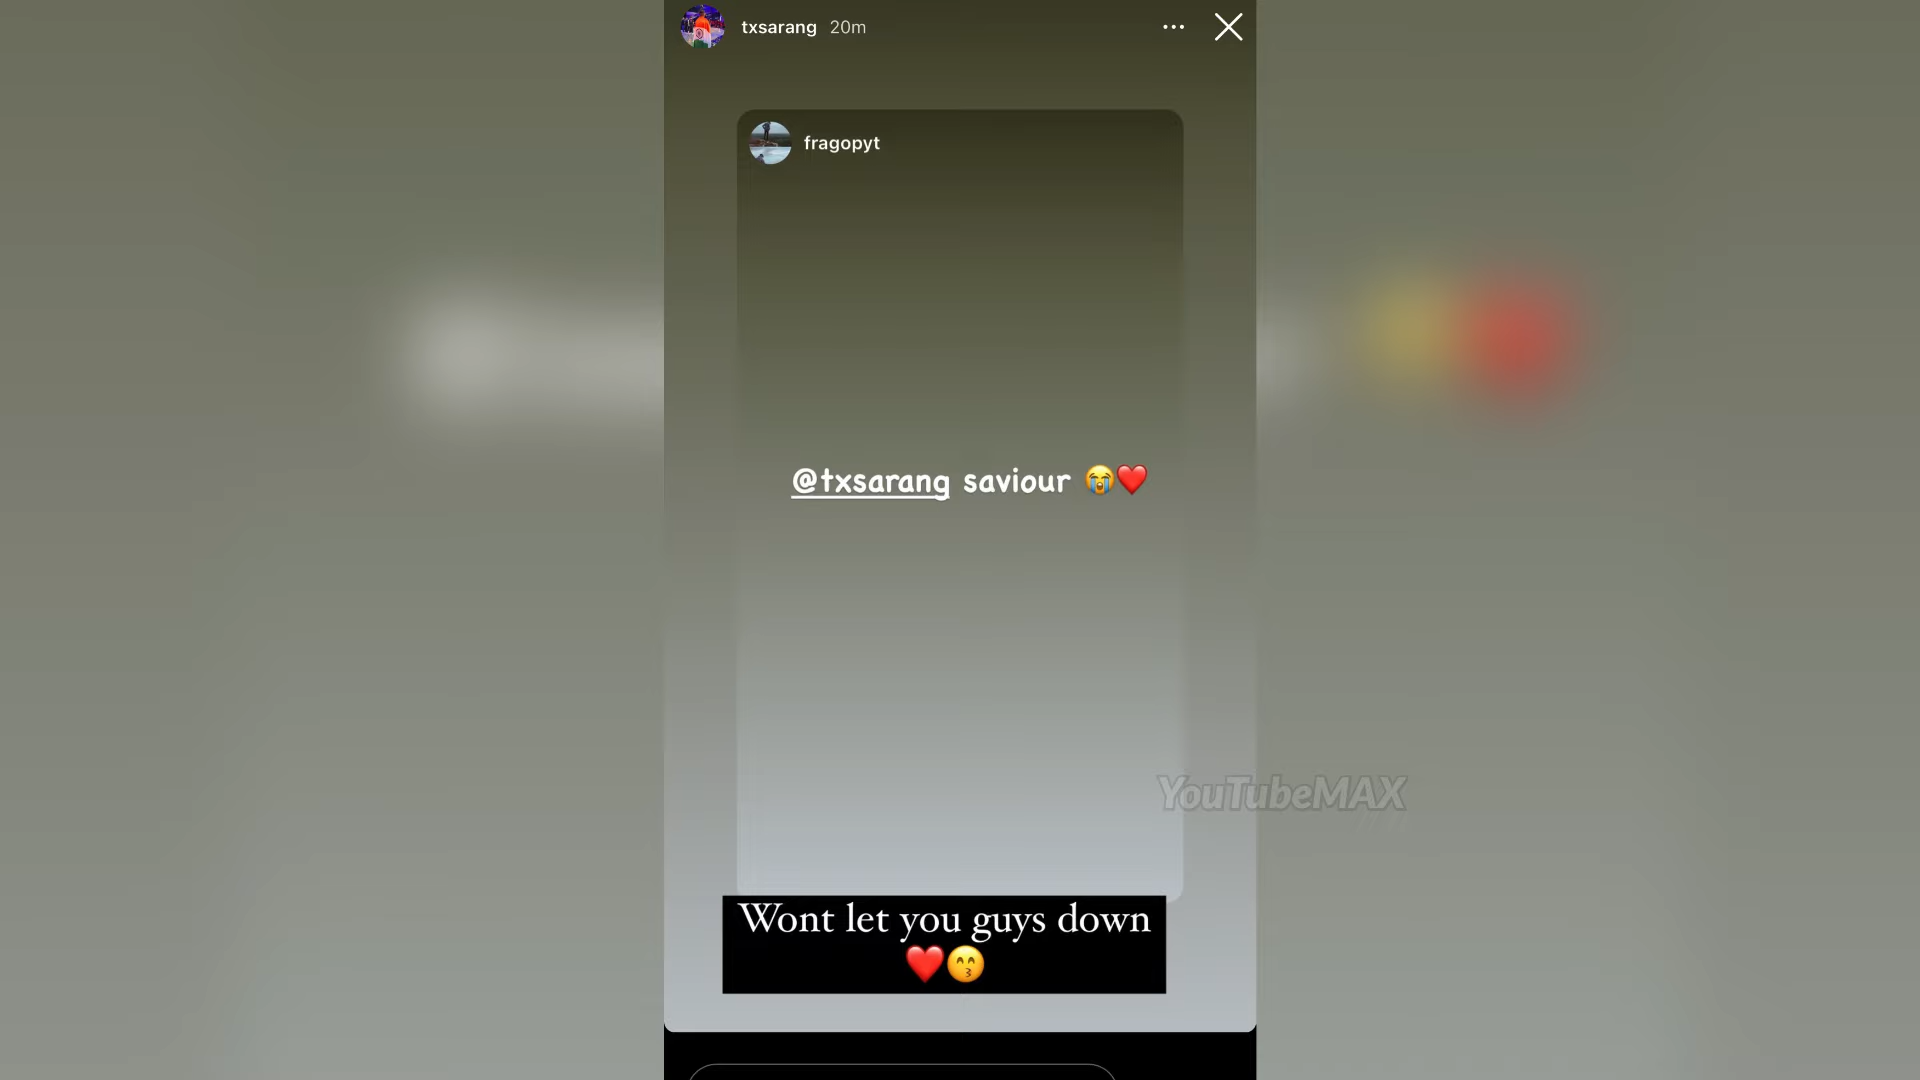 txsarang 20m
fragopyt
@txsarang saviour 😭❤️
YouTubeMAX
Wont let you guys down
❤️😙